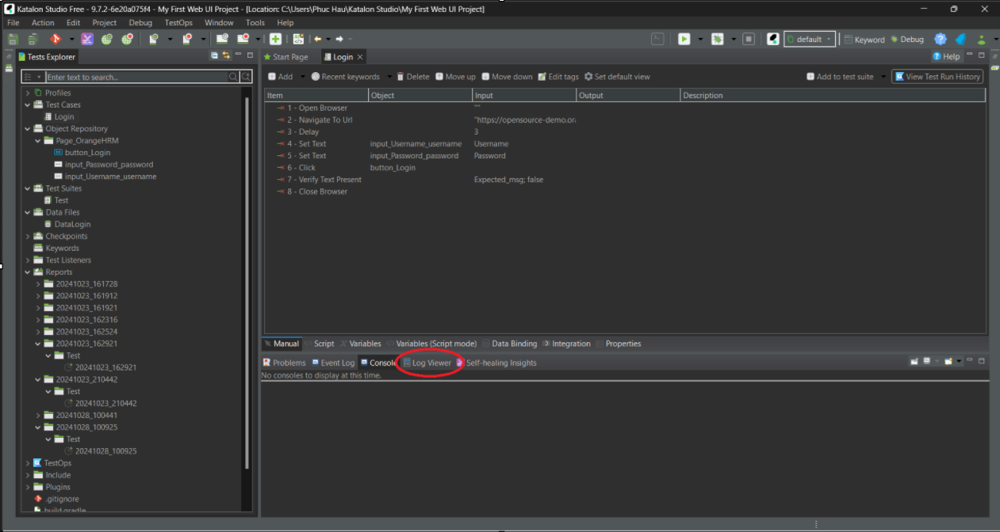 Katalon Studio Free - 9.7.2-6e20a075f4 - My First Web UI Project - [Location: C:\Users\Phuc Hau\Katalon Studio\My First Web UI Project]
File Action Edit Project Debug TestOps Window Tools Help
default Keyword Debug
Tests Explorer
Start Page Login Help
Enter text to search...
Add Recent keywords Delete Move up Move down Edit tags Set default view Add to test suite View Test Run History
Item Object Input Output Description
1 - Open Browser ""
2 - Navigate To Url "https://opensource-demo.or
3 - Delay 3
4 - Set Text input_Username_username Username
5 - Set Text input_Password_password Password
6 - Click button_Login
7 - Verify Text Present Expected_msg; false
8 - Close Browser
Profiles
Test Cases
Login
Object Repository
Page_OrangeHRM
button_Login
input_Password_password
input_Username_username
Test Suites
Test
Data Files
DataLogin
Checkpoints
Keywords
Test Listeners
Reports
20241023_161728
20241023_161912
20241023_161921
20241023_162316
20241023_162524
20241023_162921
Test
20241023_162921
20241023_210442
Test
20241023_210442
20241028_100441
20241028_100925
Test
20241028_100925
TestOps
Include
Plugins
.gitignore
build.gradle
Manual Script Variables Variables (Script mode) Data Binding Integration Properties
Problems Event Log Console Log Viewer Self-healing Insights
No consoles to display at this time.